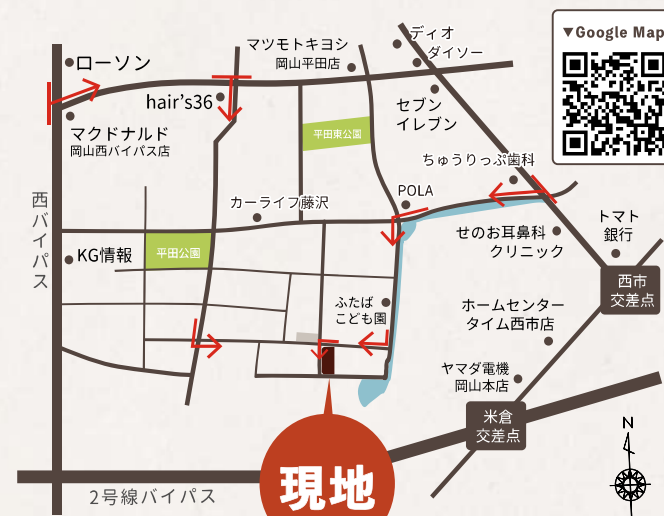 ▼Google Map
ディオ
ダイソー
マツモトキヨシ
岡山平田店
ローソン
hair's36
セブン
イレブン
マクドナルド
岡山西バイパス店
平田東公園
ちゅうりっぷ歯科
POLA
カーライフ藤沢
西バイパス
KG情報
平田公園
せのお耳鼻科
クリニック
トマト
銀行
西市
交差点
ふたば
こども園
ホームセンター
タイム西市店
ヤマダ電機
岡山本店
米倉
交差点
現地
2号線バイパス
N